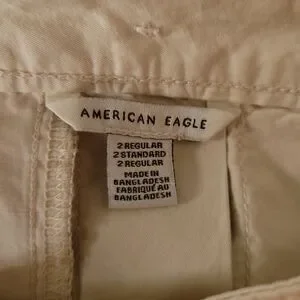 AMERICAN EAGLE
2 REGULAR
2 STANDARD
2 REGULAR
MADE IN
BANGLADESH
FABRIQUÉ AU
BANGLADESH